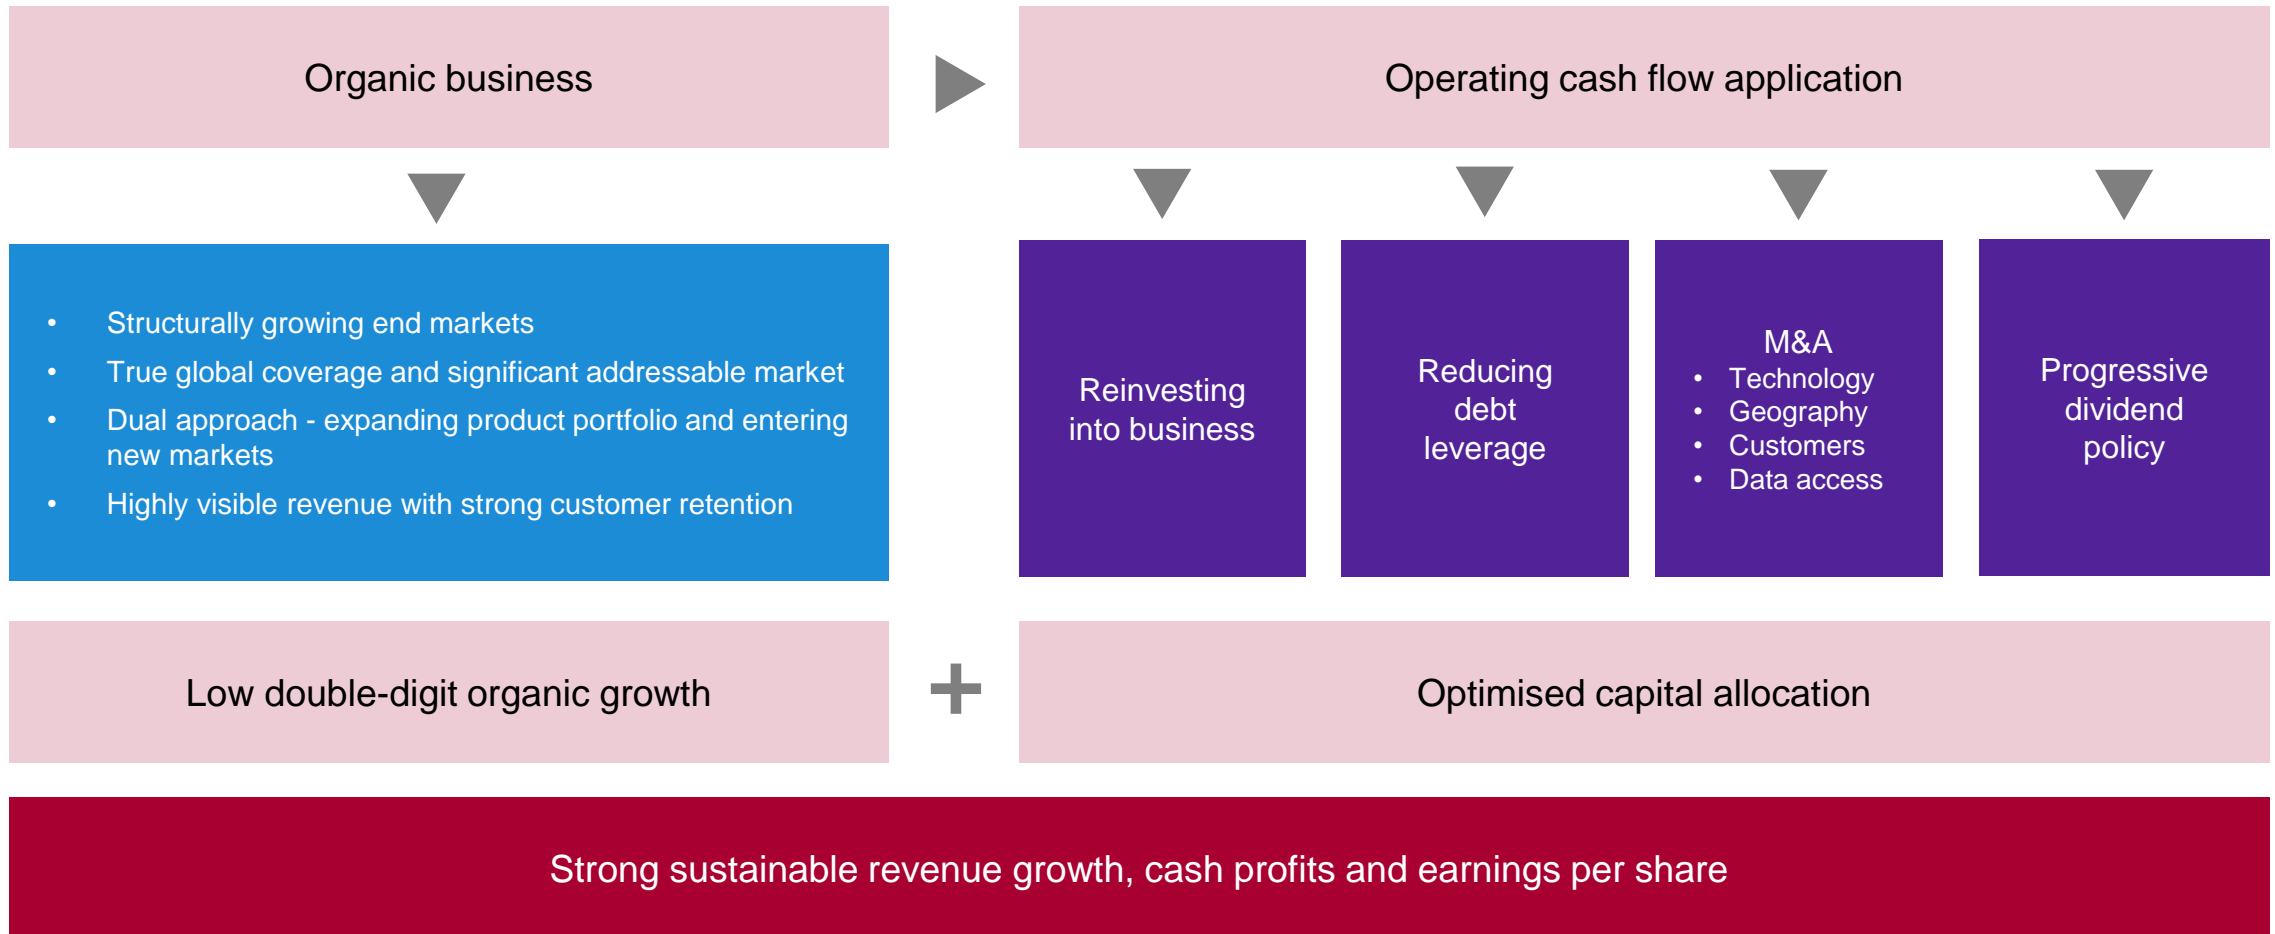 Organic business
Operating cash flow application
• Structurally growing end markets
• True global coverage and significant addressable market
• Dual approach - expanding product portfolio and entering
new markets
• Highly visible revenue with strong customer retention
Reinvesting
into business
Reducing
debt
leverage
M&A
• Technology
• Geography
• Customers
• Data access
Progressive
dividend
policy
Low double-digit organic growth
+
Optimised capital allocation
Strong sustainable revenue growth, cash profits and earnings per share